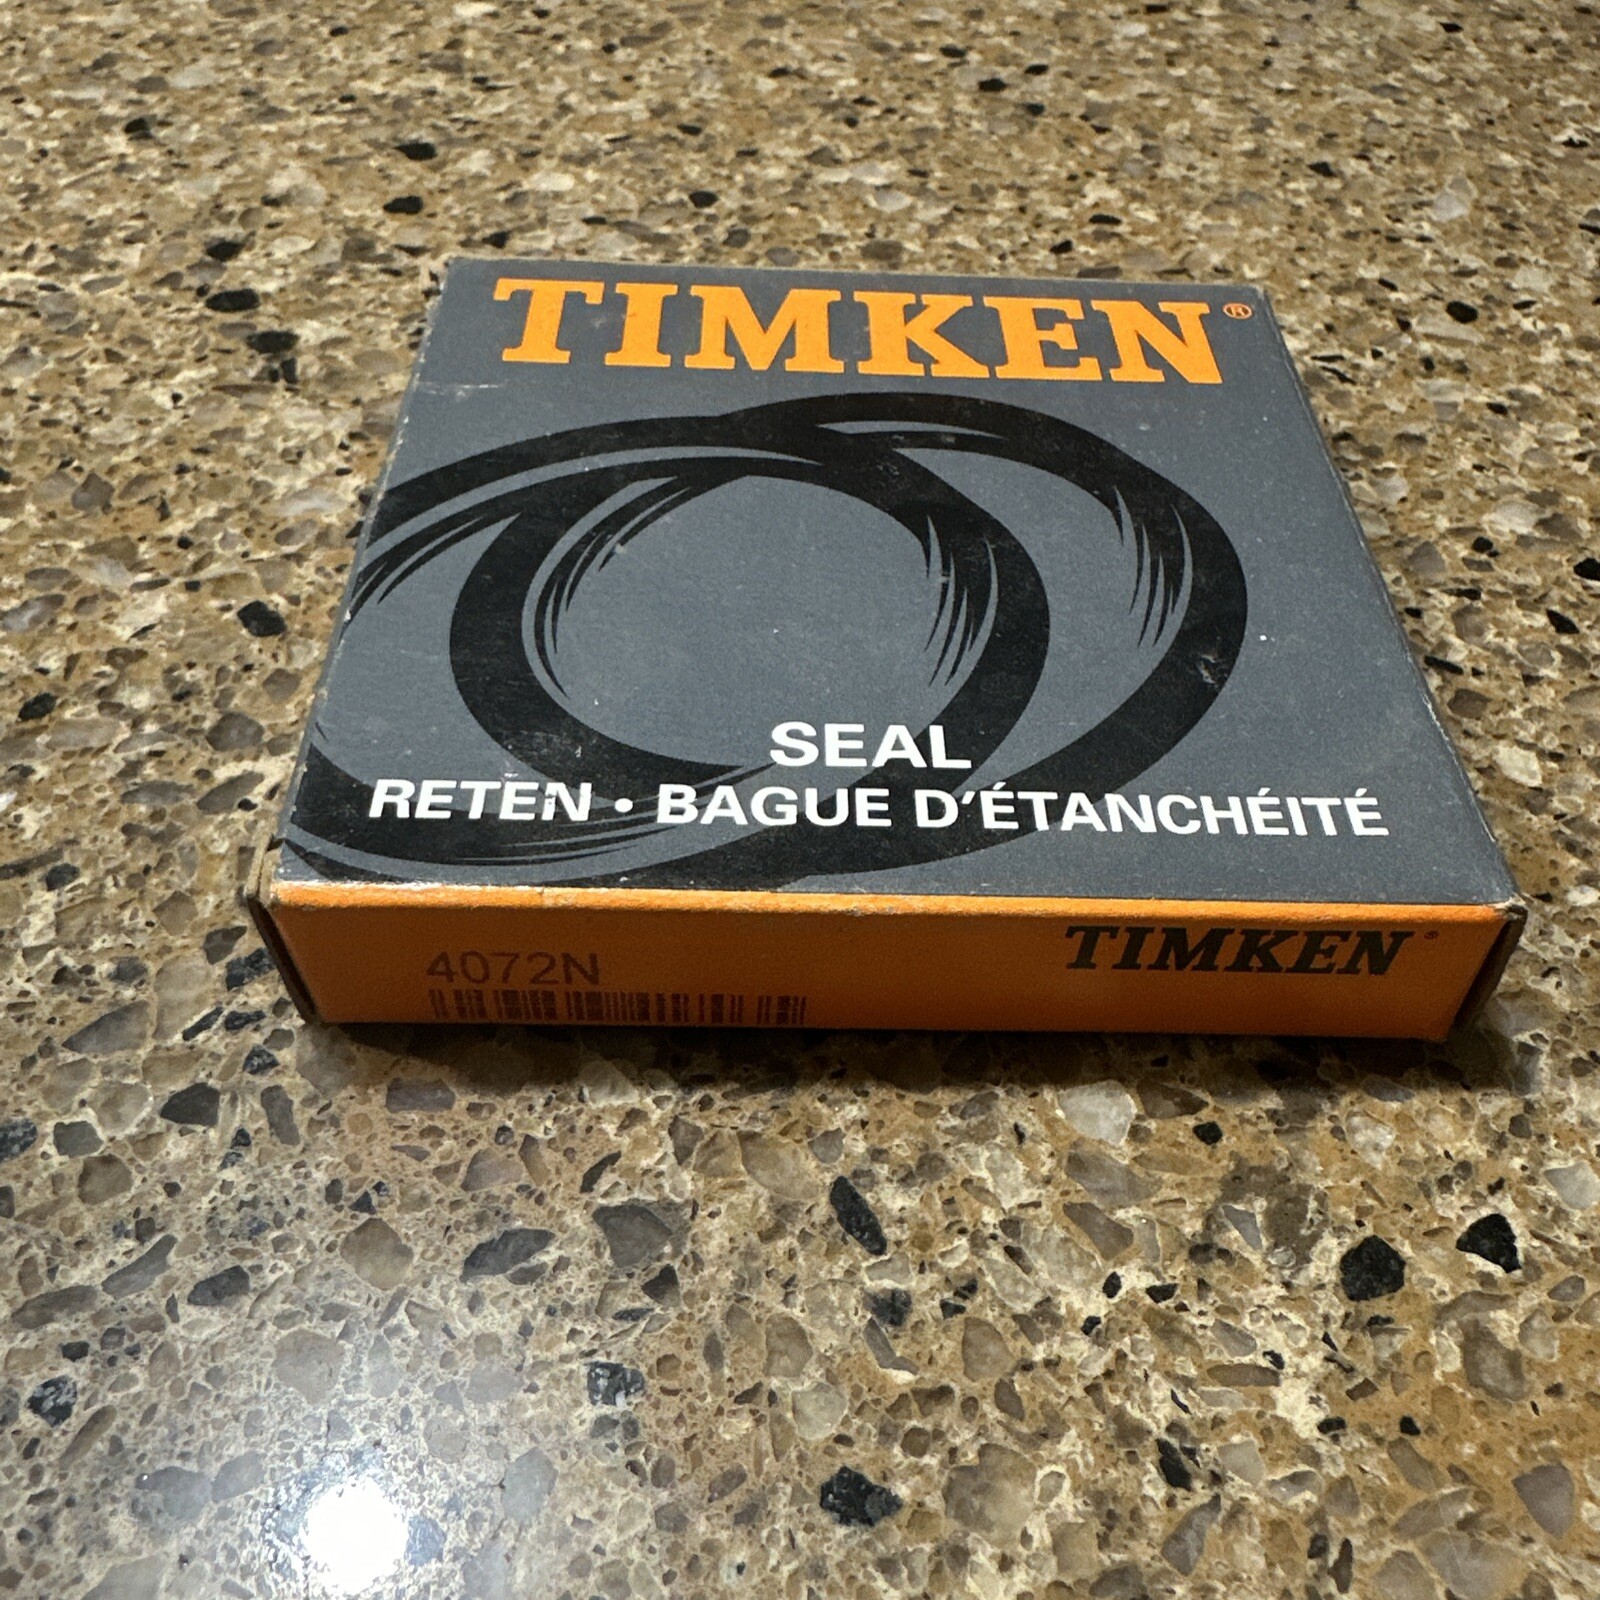 TIMKEN®
SEAL
RETEN • BAGUE D'ÉTANCHÉITÉ
4072N
TIMKEN®